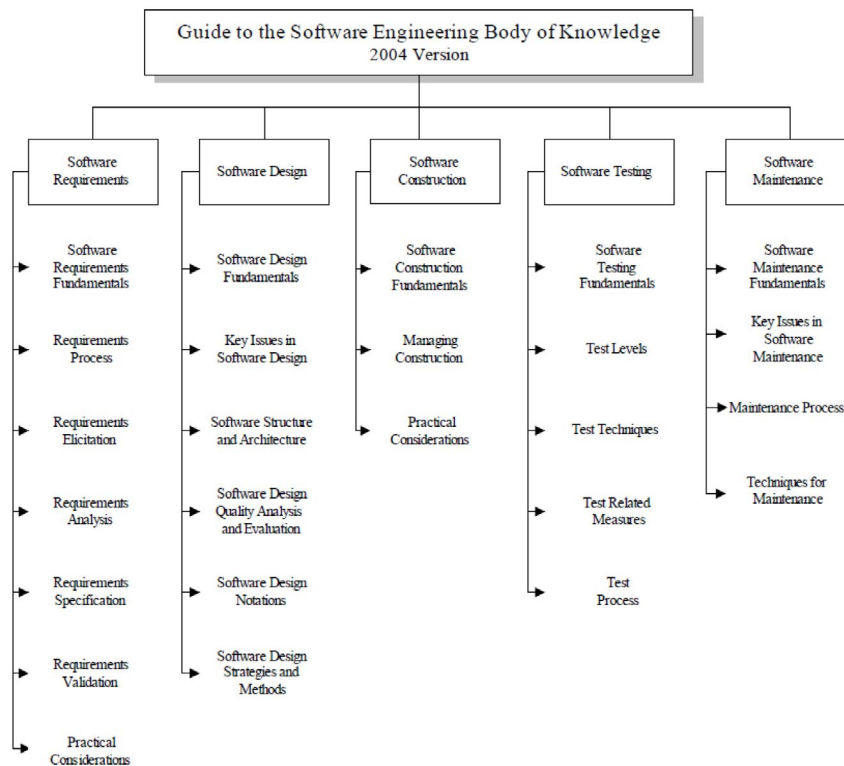 Guide to the Software Engineering Body of Knowledge
2004 Version
Software
Requirements
Software Design
Software
Construction
Software Testing
Software
Maintenance
Software
Requirements
Fundamentals
Requirements
Process
Requirements
Elicitation
Requirements
Analysis
Requirements
Specification
Requirements
Validation
Practical
Considerations
Software Design
Fundamentals
Key Issues in
Software Design
Software Structure
and Architecture
Software Design
Quality Analysis
and Evaluation
Software Design
Notations
Software Design
Strategies and
Methods
Software
Construction
Fundamentals
Managing
Construction
Practical
Considerations
Sofware
Testing
Fundamentals
Test Levels
Test Techniques
Test Related
Measures
Test
Process
Software
Maintenance
Fundamentals
Key Issues in
Software
Maintenance
Maintenance Process
Techniques for
Maintenance